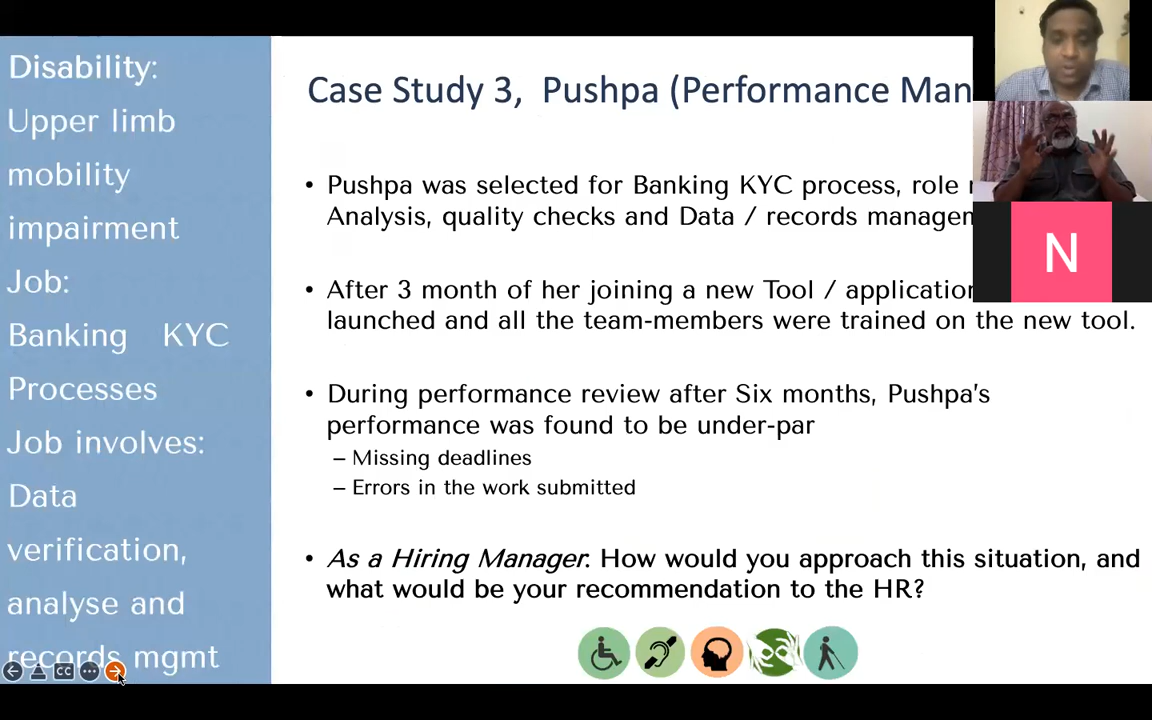 Disability:
Upper limb
mobility
impairment
Job:
Banking KYC
Processes
Job involves:
Data
verification,
analyse and
records mgmt
Case Study 3, Pushpa (Performance Man
• Pushpa was selected for Banking KYC process, role
Analysis, quality checks and Data / records managem
• After 3 month of her joining a new Tool / application
launched and all the team-members were trained on the new tool.
• During performance review after Six months, Pushpa’s
performance was found to be under-par
– Missing deadlines
– Errors in the work submitted
• As a Hiring Manager: How would you approach this situation, and
what would be your recommendation to the HR?
N
CC